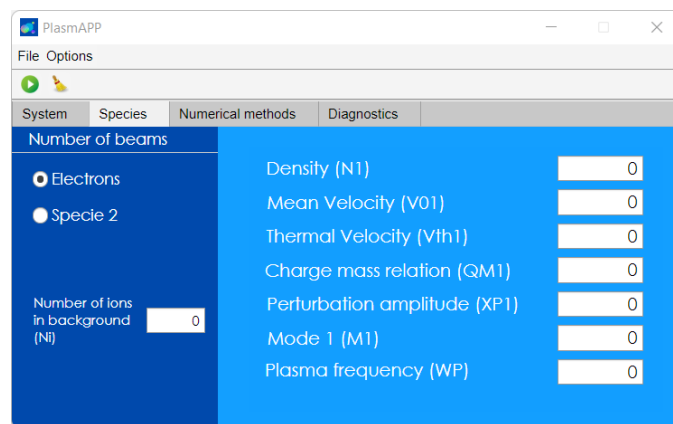 PlasmAPP
File Options
System Species Numerical methods Diagnostics
Number of beams
Electrons
Specie 2
Number of ions
in background
(Ni)
0
Density (N1) 0
Mean Velocity (V01) 0
Thermal Velocity (Vth1) 0
Charge mass relation (QM1) 0
Perturbation amplitude (XP1) 0
Mode 1 (M1) 0
Plasma frequency (WP) 0